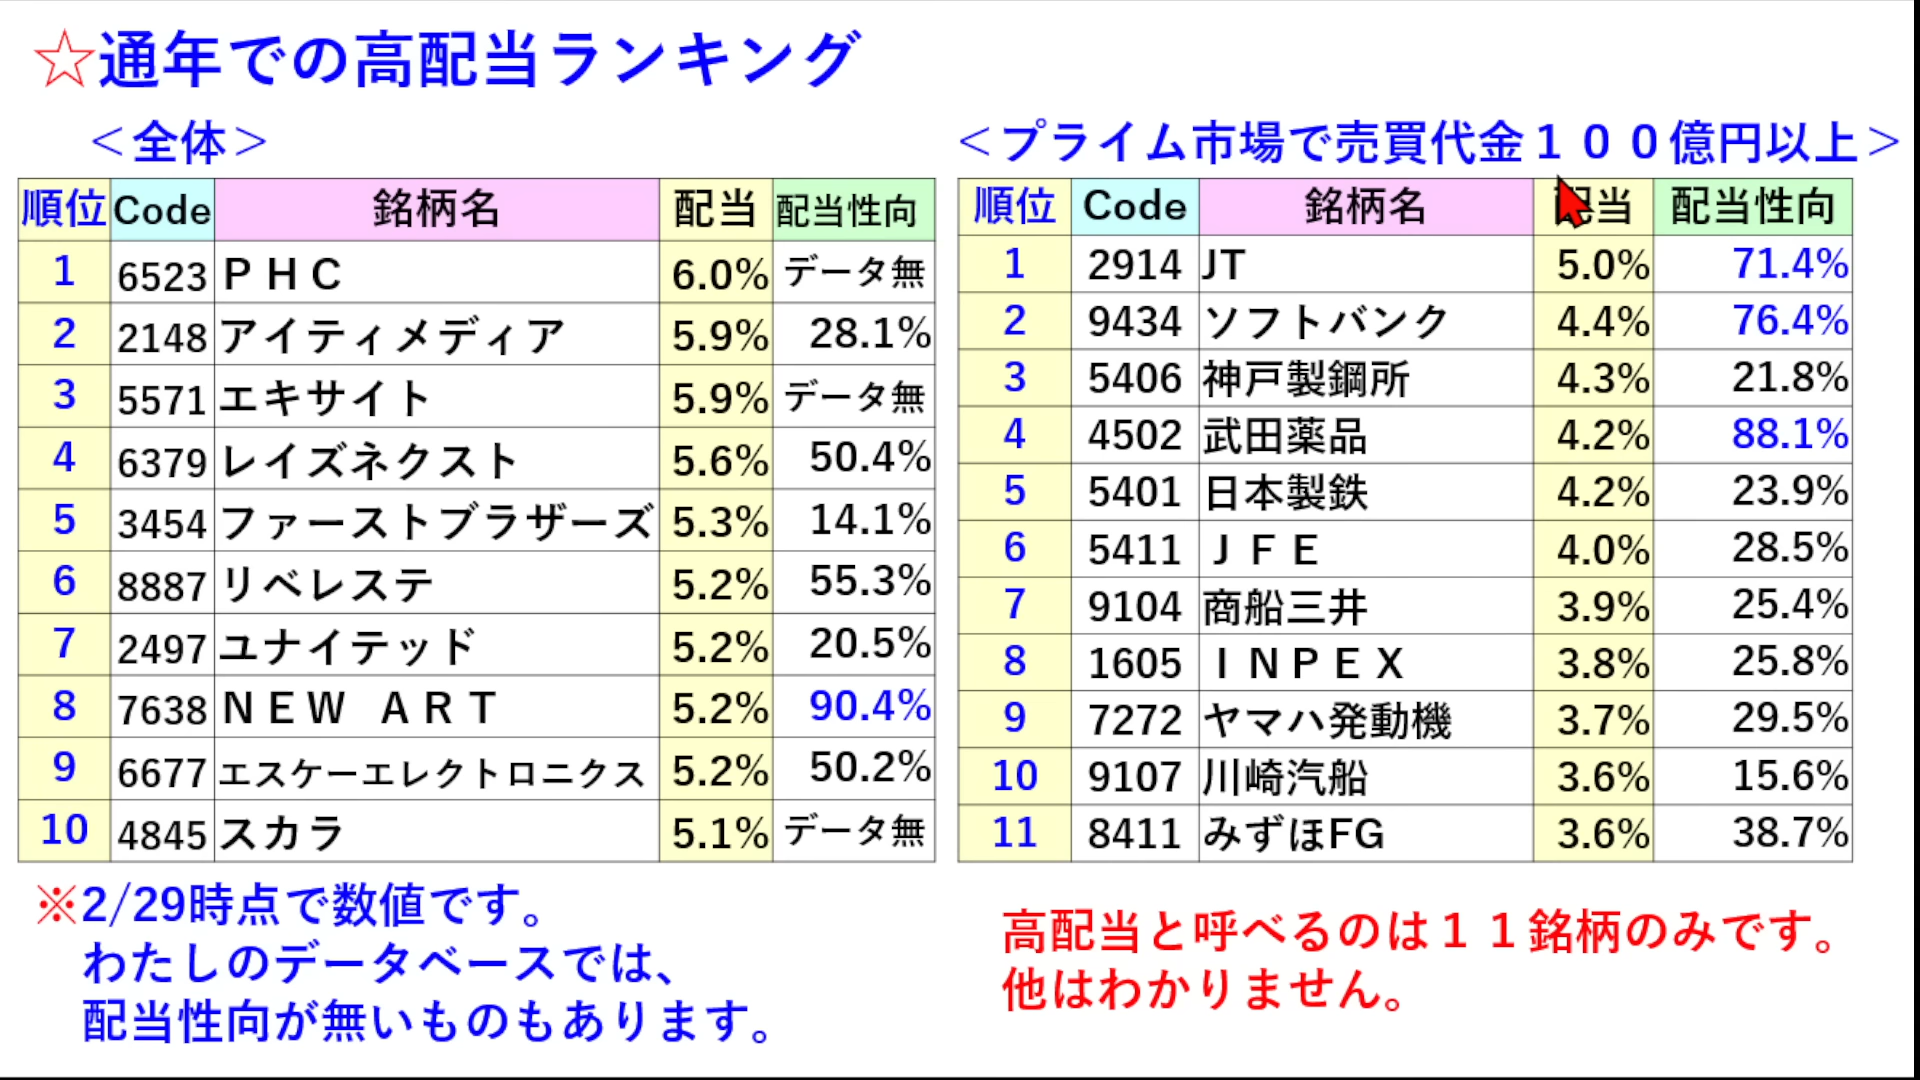 ☆通年での高配当ランキング
＜全体＞
順位 Code 銘柄名 配当 配当性向
1 6523 ＰＨＣ 6.0% データ無
2 2148 アイティメディア 5.9% 28.1%
3 5571 エキサイト 5.9% データ無
4 6379 レイズネクスト 5.6% 50.4%
5 3454 ファーストブラザーズ 5.3% 14.1%
6 8887 リベレステ 5.2% 55.3%
7 2497 ユナイテッド 5.2% 20.5%
8 7638 ＮＥＷ ＡＲＴ 5.2% 90.4%
9 6677 エスケーエレクトロニクス 5.2% 50.2%
10 4845 スカラ 5.1% データ無
※2/29時点で数値です。
わたしのデータベースでは、
配当性向が無いものもあります。
＜プライム市場で売買代金１００億円以上＞
順位 Code 銘柄名 配当 配当性向
1 2914 JT 5.0% 71.4%
2 9434 ソフトバンク 4.4% 76.4%
3 5406 神戸製鋼所 4.3% 21.8%
4 4502 武田薬品 4.2% 88.1%
5 5401 日本製鉄 4.2% 23.9%
6 5411 ＪＦＥ 4.0% 28.5%
7 9104 商船三井 3.9% 25.4%
8 1605 ＩＮＰＥＸ 3.8% 25.8%
9 7272 ヤマハ発動機 3.7% 29.5%
10 9107 川崎汽船 3.6% 15.6%
11 8411 みずほFG 3.6% 38.7%
高配当と呼べるのは１１銘柄のみです。
他はわかりません。